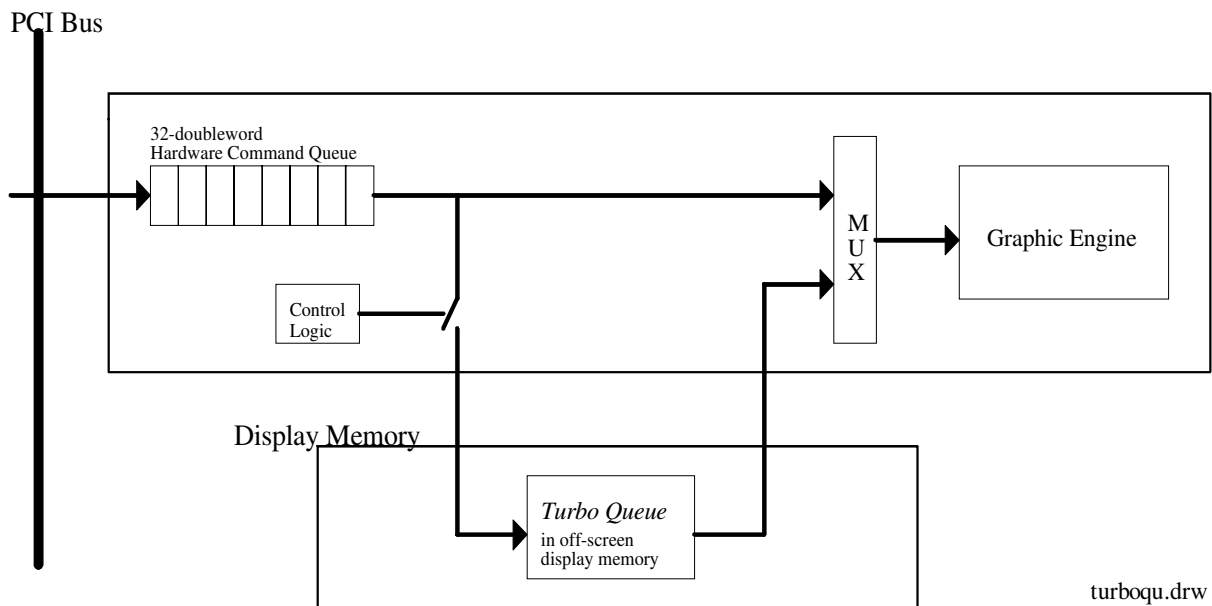 PCI Bus
32-doubleword
Hardware Command Queue
M
U
X
Graphic Engine
Control
Logic
Display Memory
Turbo Queue
in off-screen
display memory
turboqu.drw